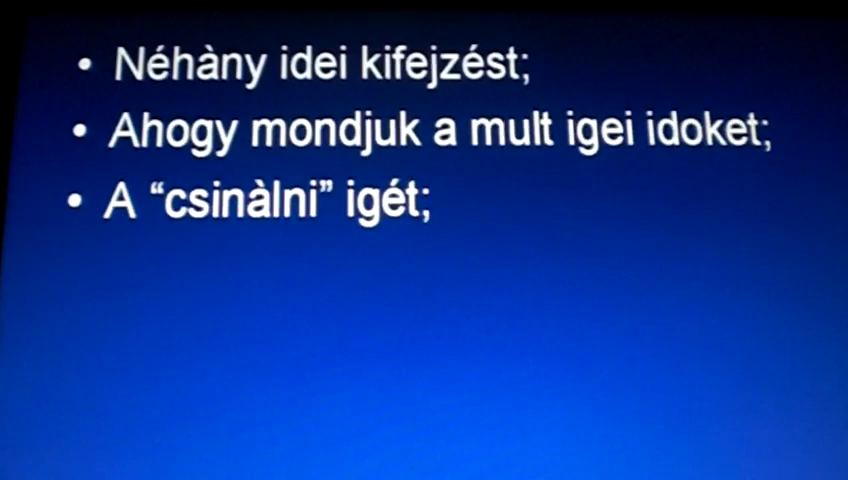 • Néhàny idei kifejzést;
• Ahogy mondjuk a mult igei idoket;
• A “csinàlni” igét;